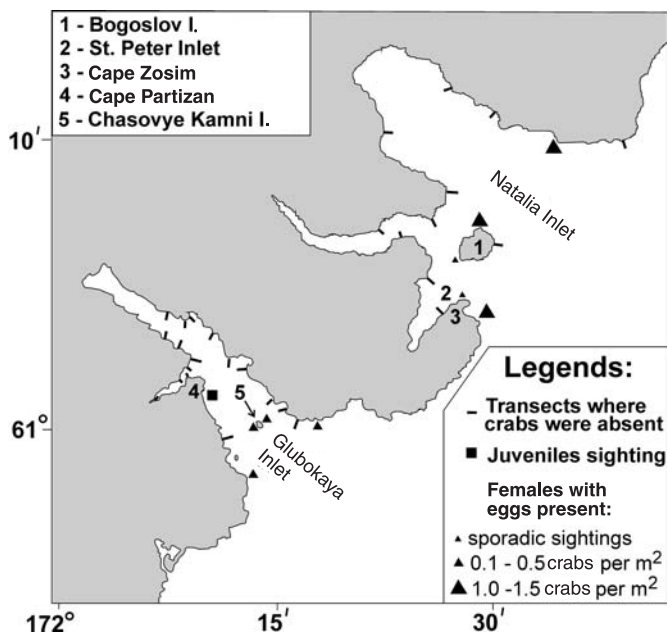 1 - Bogoslov I.
2 - St. Peter Inlet
3 - Cape Zosim
4 - Cape Partizan
5 - Chasovye Kamni I.
10′
Natalia Inlet
1
2
3
4
5
Glubokaya
Inlet
61°
Legends:
Transects where
crabs were absent
Juveniles sighting
Females with
eggs present:
sporadic sightings
0.1 - 0.5 crabs per m²
1.0 -1.5 crabs per m²
172°
15′
30′